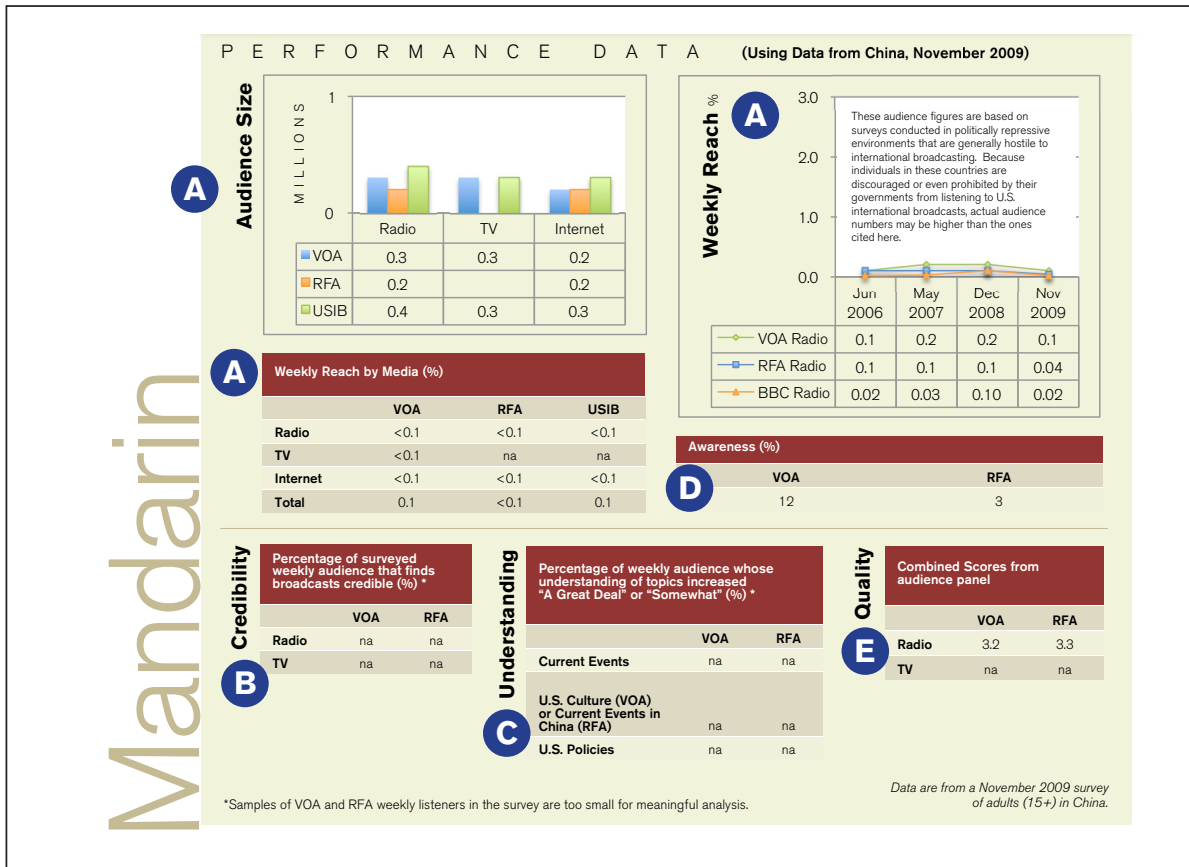 Mandarin
PERFORMANCE DATA
(Using Data from China, November 2009)
A
Audience Size
MILLIONS
1
0
Radio TV Internet
VOA 0.3 0.3 0.2
RFA 0.2 0.2
USIB 0.4 0.3 0.3
A
Weekly Reach %
3.0
2.0
1.0
0.0
These audience figures are based on
surveys conducted in politically repressive
environments that are generally hostile to
international broadcasting. Because
individuals in these countries are
discouraged or even prohibited by their
governments from listening to U.S.
international broadcasts, actual audience
numbers may be higher than the ones
cited here.
Jun May Dec Nov
2006 2007 2008 2009
VOA Radio 0.1 0.2 0.2 0.1
RFA Radio 0.1 0.1 0.1 0.04
BBC Radio 0.02 0.03 0.10 0.02
A
Weekly Reach by Media (%)
VOA RFA USIB
Radio <0.1 <0.1 <0.1
TV <0.1 na na
Internet <0.1 <0.1 <0.1
Total 0.1 <0.1 0.1
D
Awareness (%)
VOA RFA
12 3
Credibility
B
Percentage of surveyed
weekly audience that finds
broadcasts credible (%) *
VOA RFA
Radio na na
TV na na
Understanding
C
Percentage of weekly audience whose
understanding of topics increased
“A Great Deal” or “Somewhat” (%) *
VOA RFA
Current Events na na
U.S. Culture (VOA)
or Current Events in
China (RFA) na na
U.S. Policies na na
Quality
E
Combined Scores from
audience panel
VOA RFA
Radio 3.2 3.3
TV na na
*Samples of VOA and RFA weekly listeners in the survey are too small for meaningful analysis.
Data are from a November 2009 survey
of adults (15+) in China.